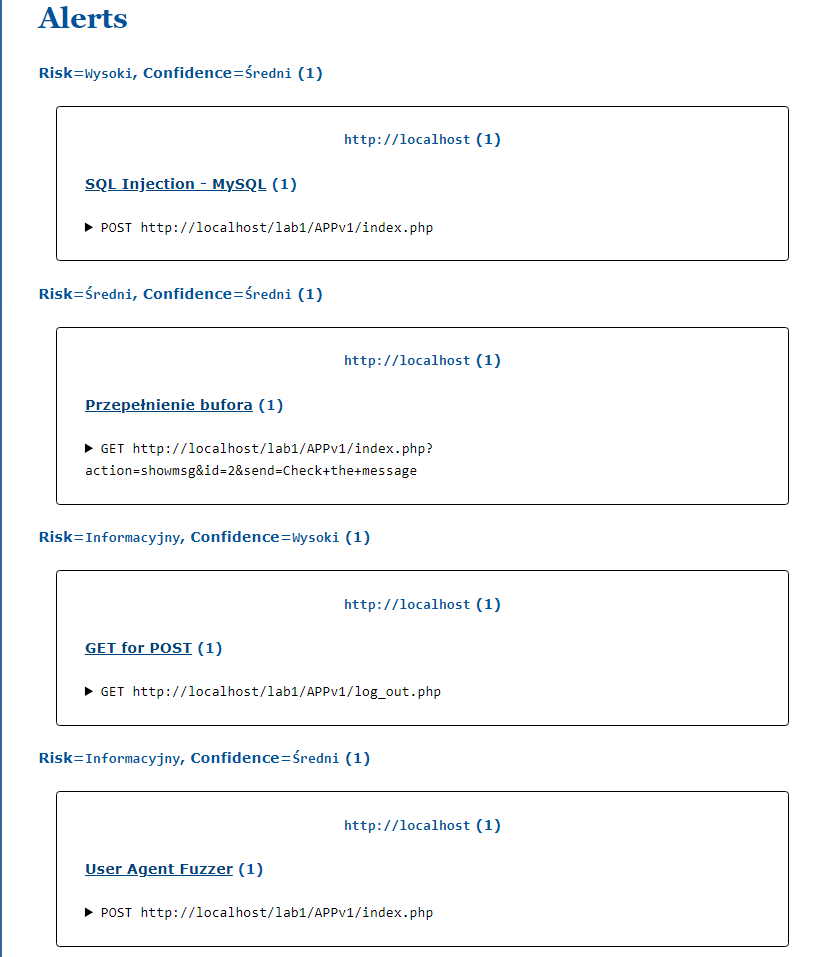 Alerts
Risk=Wysoki, Confidence=Średni (1)
http://localhost (1)
SQL Injection - MySQL (1)
▶ POST http://localhost/lab1/APPv1/index.php
Risk=Średni, Confidence=Średni (1)
http://localhost (1)
Przepełnienie bufora (1)
▶ GET http://localhost/lab1/APPv1/index.php?
action=showmsg&id=2&send=Check+the+message
Risk=Informacyjny, Confidence=Wysoki (1)
http://localhost (1)
GET for POST (1)
▶ GET http://localhost/lab1/APPv1/log_out.php
Risk=Informacyjny, Confidence=Średni (1)
http://localhost (1)
User Agent Fuzzer (1)
▶ POST http://localhost/lab1/APPv1/index.php